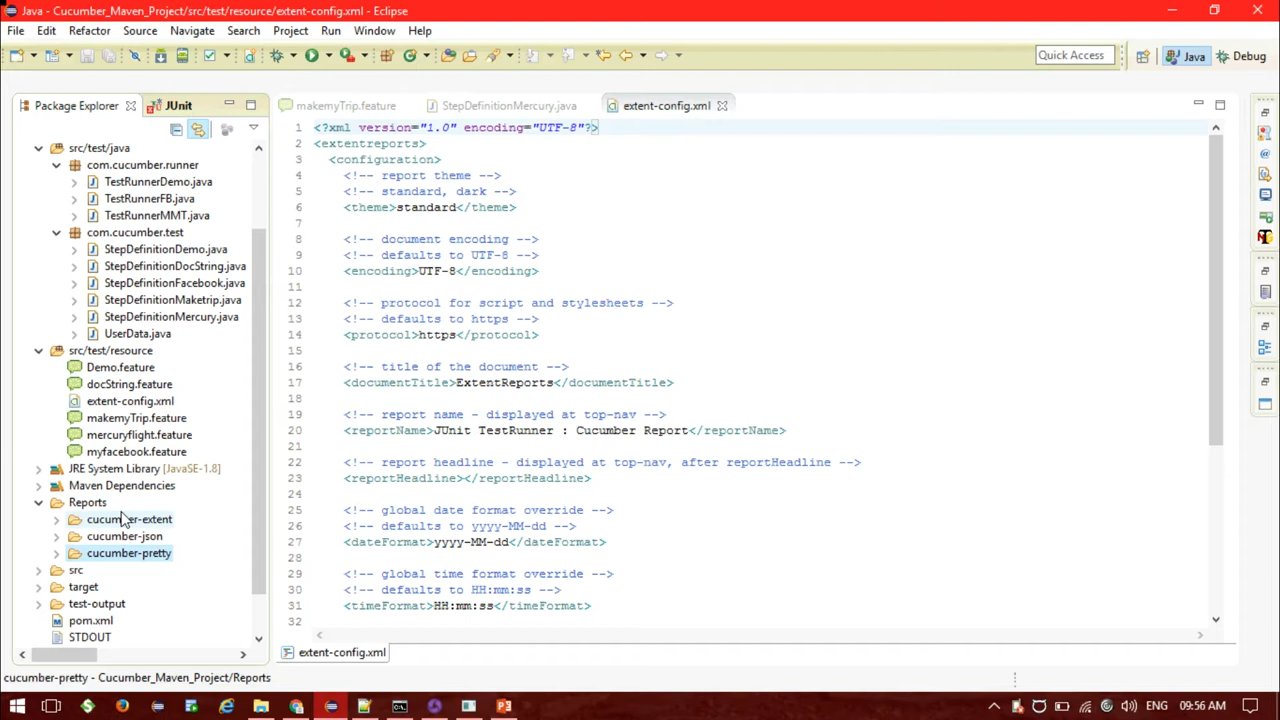 Java - Cucumber_Maven_Project/src/test/resource/extent-config.xml - Eclipse
File Edit Refactor Source Navigate Search Project Run Window Help
Quick Access Java Debug
Package Explorer JUnit
makemyTrip.feature StepDefinitionMercury.java extent-config.xml
src/test/java
com.cucumber.runner
TestRunnerDemo.java
TestRunnerFB.java
TestRunnerMMT.java
com.cucumber.test
StepDefinitionDemo.java
StepDefinitionDocString.java
StepDefinitionFacebook.java
StepDefinitionMaketrip.java
StepDefinitionMercury.java
UserData.java
src/test/resource
Demo.feature
docString.feature
extent-config.xml
makemyTrip.feature
mercuryflight.feature
myfacebook.feature
JRE System Library [JavaSE-1.8]
Maven Dependencies
Reports
cucumber-extent
cucumber-json
cucumber-pretty
src
target
test-output
pom.xml
STDOUT
1 <?xml version="1.0" encoding="UTF-8"?>
2 <extentreports>
3 <configuration>
4 <!-- report theme -->
5 <!-- standard, dark -->
6 <theme>standard</theme>
7
8 <!-- document encoding -->
9 <!-- defaults to UTF-8 -->
10 <encoding>UTF-8</encoding>
11
12 <!-- protocol for script and stylesheets -->
13 <!-- defaults to https -->
14 <protocol>https</protocol>
15
16 <!-- title of the document -->
17 <documentTitle>ExtentReports</documentTitle>
18
19 <!-- report name - displayed at top-nav -->
20 <reportName>JUnit TestRunner : Cucumber Report</reportName>
21
22 <!-- report headline - displayed at top-nav, after reportHeadline -->
23 <reportHeadline></reportHeadline>
24
25 <!-- global date format override -->
26 <!-- defaults to yyyy-MM-dd -->
27 <dateFormat>yyyy-MM-dd</dateFormat>
28
29 <!-- global time format override -->
30 <!-- defaults to HH:mm:ss -->
31 <timeFormat>HH:mm:ss</timeFormat>
32
extent-config.xml
cucumber-pretty - Cucumber_Maven_Project/Reports
ENG 09:56 AM